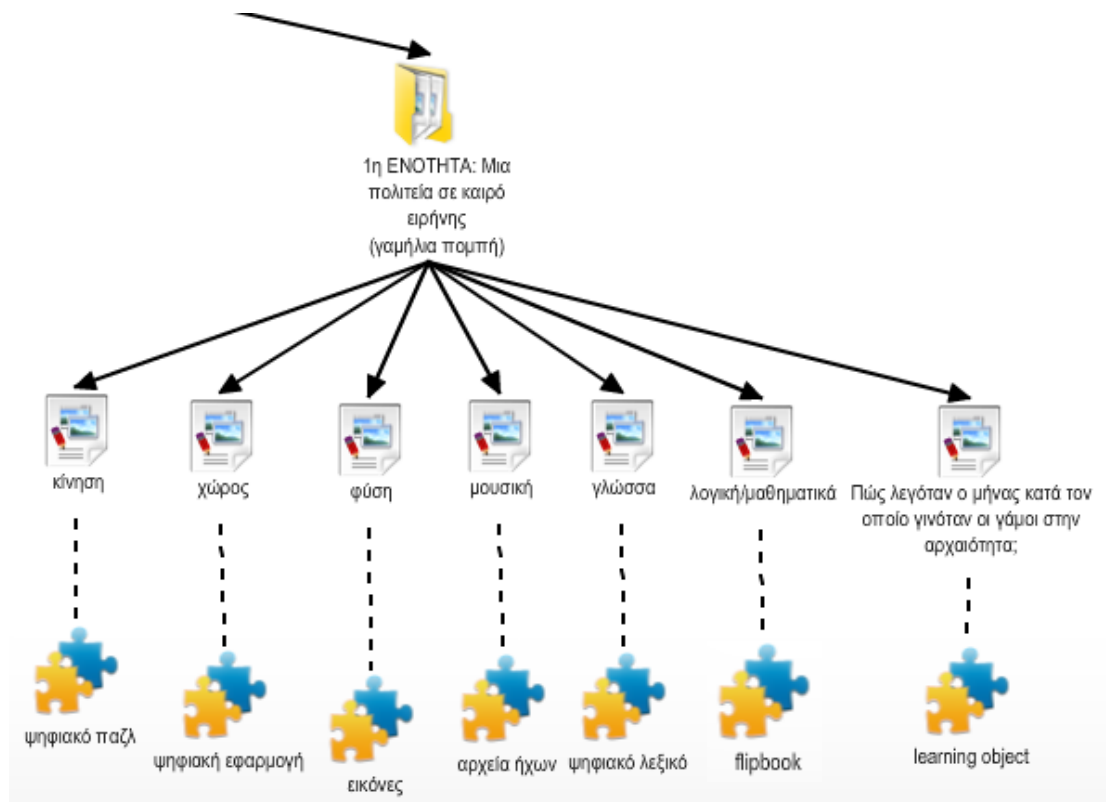 1η ΕΝΟΤΗΤΑ: Μια
πολιτεία σε καιρό
ειρήνης
(γαμήλια πομπή)
κίνηση
χώρος
φύση
μουσική
γλώσσα
λογική/μαθηματικά
Πώς λεγόταν ο μήνας κατά τον
οποίο γινόταν οι γάμοι στην
αρχαιότητα;
ψηφιακό παζλ
ψηφιακή εφαρμογή
εικόνες
αρχεία ήχων
ψηφιακό λεξικό
flipbook
learning object